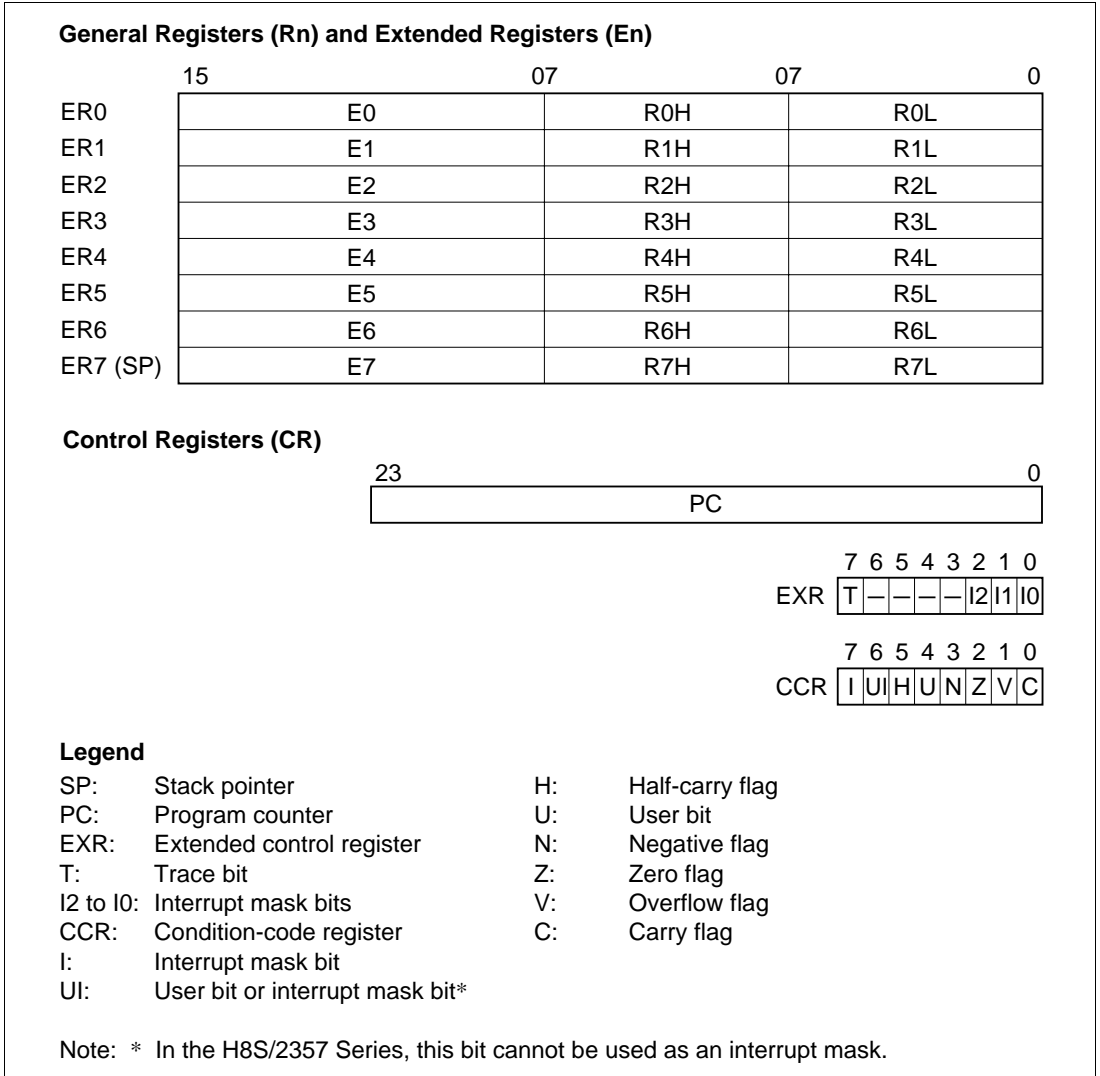 General Registers (Rn) and Extended Registers (En)
15 07 07 0
ER0 E0 R0H R0L
ER1 E1 R1H R1L
ER2 E2 R2H R2L
ER3 E3 R3H R3L
ER4 E4 R4H R4L
ER5 E5 R5H R5L
ER6 E6 R6H R6L
ER7 (SP) E7 R7H R7L
Control Registers (CR)
23 0
PC
7 6 5 4 3 2 1 0
EXR T — — — — I2 I1 I0
7 6 5 4 3 2 1 0
CCR I UI H U N Z V C
Legend
SP: Stack pointer
PC: Program counter
EXR: Extended control register
T: Trace bit
I2 to I0: Interrupt mask bits
CCR: Condition-code register
I: Interrupt mask bit
UI: User bit or interrupt mask bit*
H: Half-carry flag
U: User bit
N: Negative flag
Z: Zero flag
V: Overflow flag
C: Carry flag
Note: * In the H8S/2357 Series, this bit cannot be used as an interrupt mask.